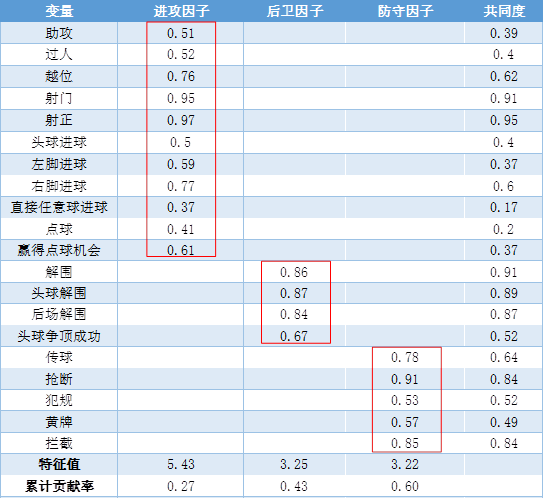 变量 进攻因子 后卫因子 防守因子 共同度
助攻 0.51 0.39
过人 0.52 0.4
越位 0.76 0.62
射门 0.95 0.91
射正 0.97 0.95
头球进球 0.5 0.4
左脚进球 0.59 0.37
右脚进球 0.77 0.6
直接任意球进球 0.37 0.17
点球 0.41 0.2
赢得点球机会 0.61 0.37
解围 0.86 0.91
头球解围 0.87 0.89
后场解围 0.84 0.87
头球争顶成功 0.67 0.52
传球 0.78 0.64
抢断 0.91 0.84
犯规 0.53 0.52
黄牌 0.57 0.49
拦截 0.85 0.84
特征值 5.43 3.25 3.22
累计贡献率 0.27 0.43 0.60